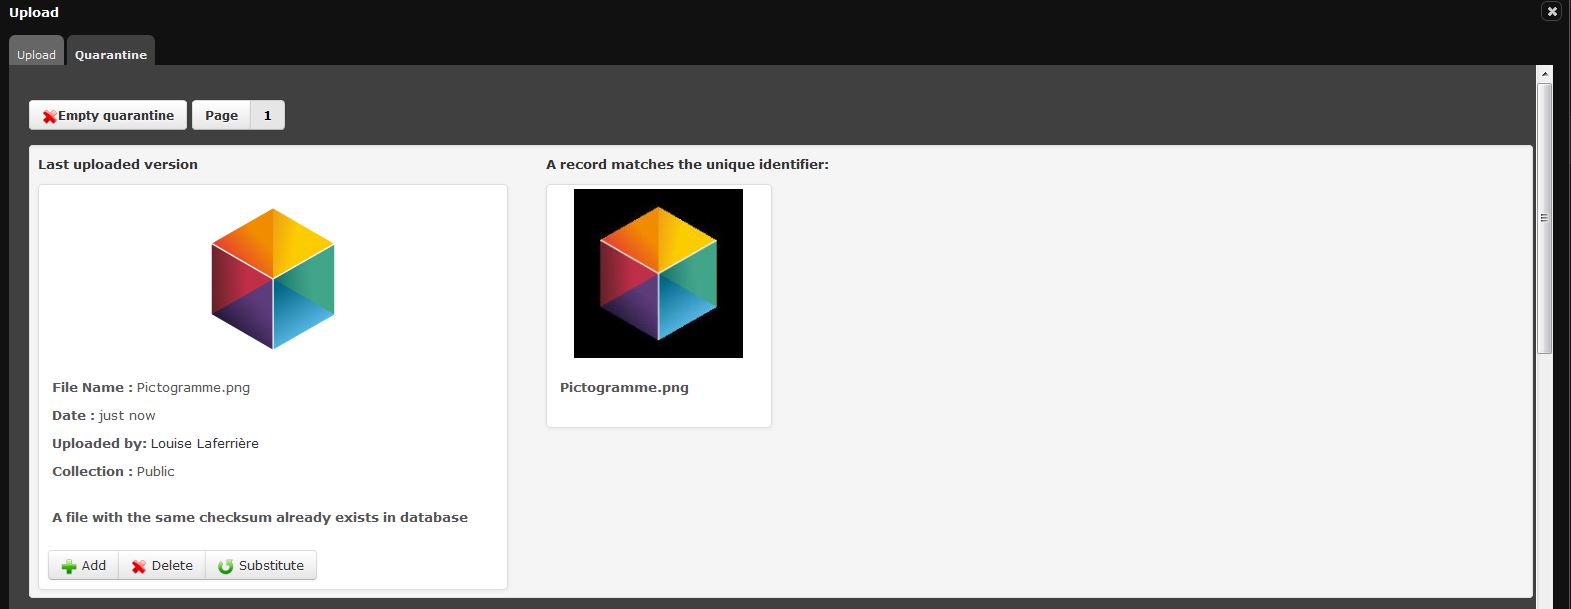 Upload
Upload Quarantine
Empty quarantine Page 1
Last uploaded version
A record matches the unique identifier:
File Name : Pictogramme.png
Pictogramme.png
Date : just now
Uploaded by: Louise Laferrière
Collection : Public
A file with the same checksum already exists in database
Add Delete Substitute